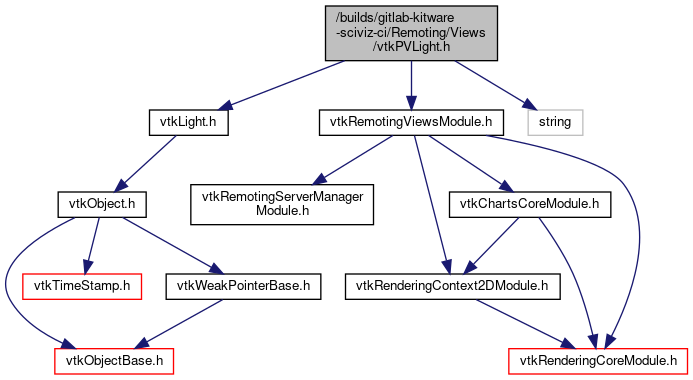 /builds/gitlab-kitware
-sciviz-ci/Remoting/Views
/vtkPVLight.h
vtkLight.h
vtkRemotingViewsModule.h
string
vtkObject.h
vtkRemotingServerManager
Module.h
vtkChartsCoreModule.h
vtkTimeStamp.h
vtkWeakPointerBase.h
vtkRenderingContext2DModule.h
vtkObjectBase.h
vtkRenderingCoreModule.h